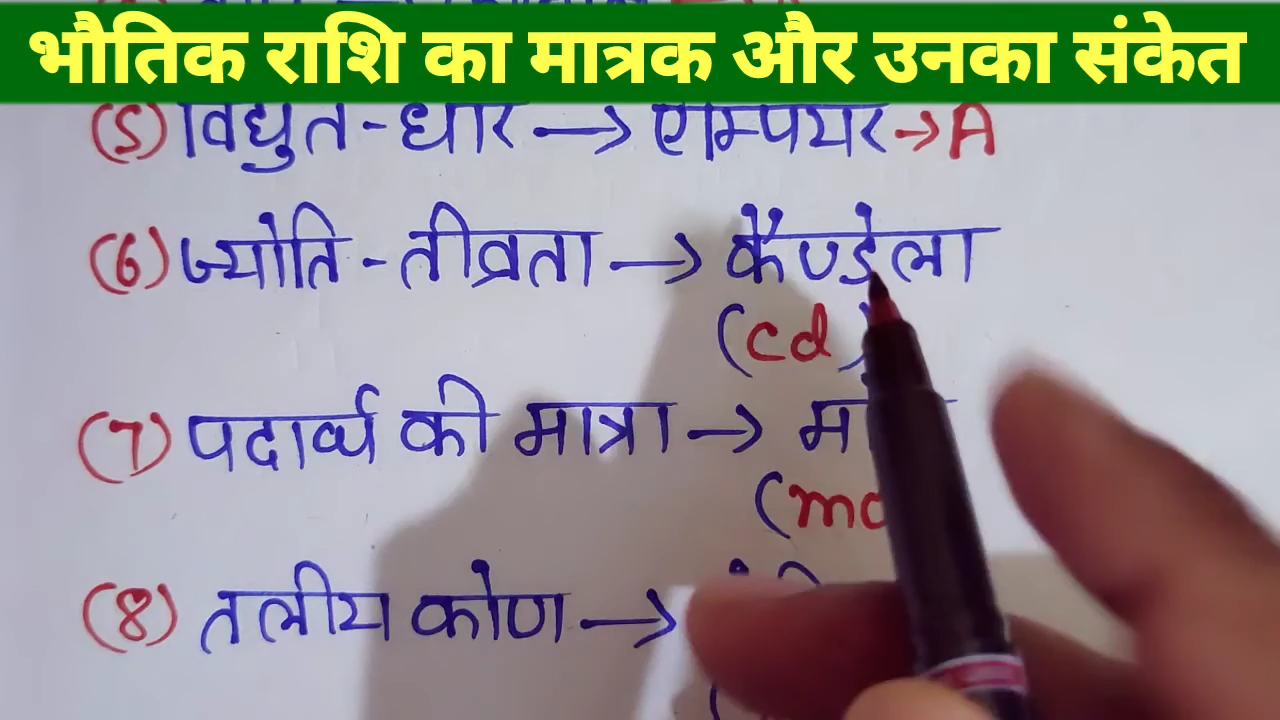 भौतिक राशि का मात्रक और उनका संकेत
(5) विद्युत-धार → एम्पियर → A
(6) ज्योति-तीव्रता → कैण्डेला
(cd)
(7) पदार्थ की मात्रा →
(8) तलीय कोण →